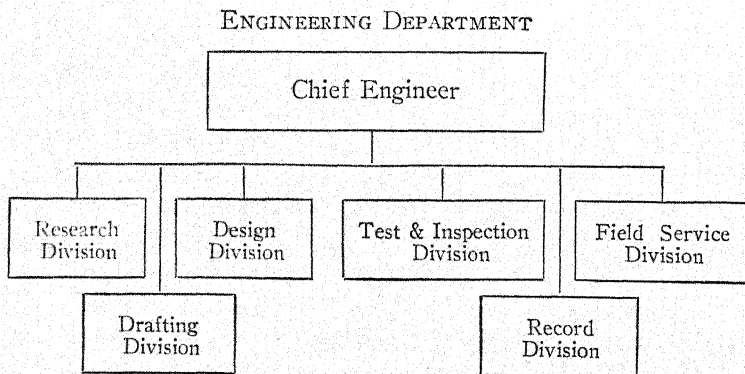 ENGINEERING DEPARTMENT
Chief Engineer
Research
Division
Design
Division
Test & Inspection
Division
Field Service
Division
Drafting
Division
Record
Division